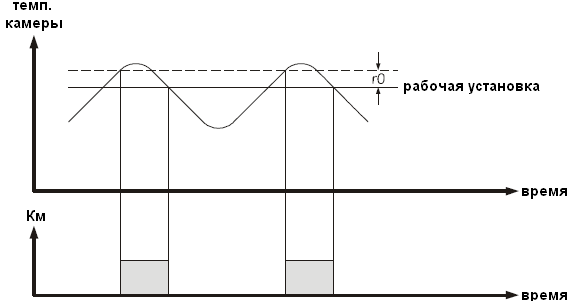 темп.
камеры
r0
рабочая установка
время
Км
время